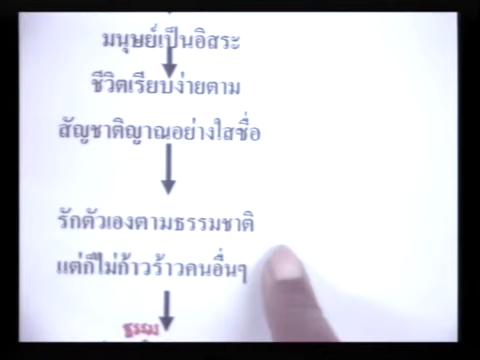 มนุษย์เป็นอิสระ
ชีวิตเรียบง่ายตาม
สัญชาติญาณอย่างใสซื่อ
รักตัวเองตามธรรมชาติ
แต่ก็ไม่ก้าวร้าวคนอื่นๆ
ธรรม